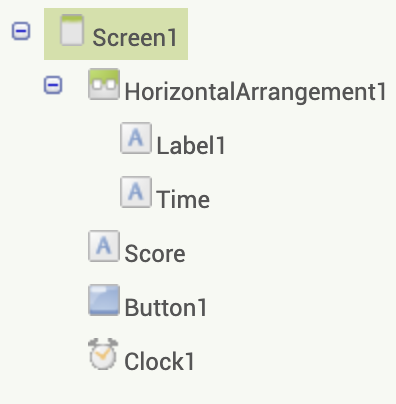 Screen1
HorizontalArrangement1
A Label1
A Time
A Score
Button1
Clock1